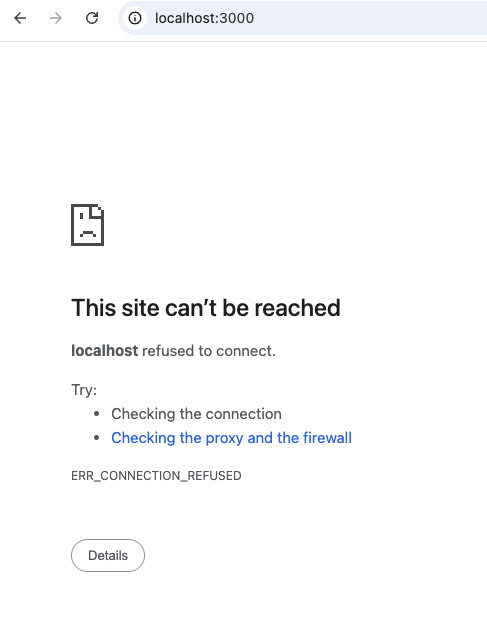 localhost:3000
This site can’t be reached
localhost refused to connect.
Try:
• Checking the connection
• Checking the proxy and the firewall
ERR_CONNECTION_REFUSED
Details